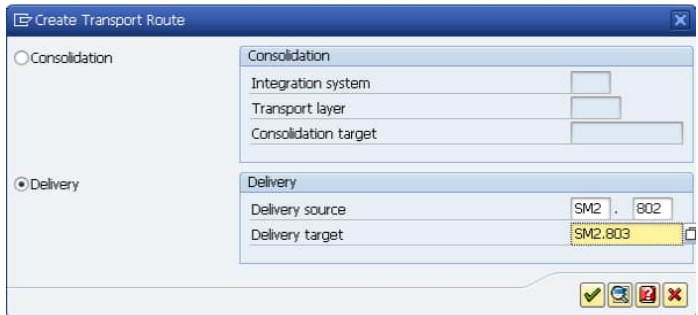 Create Transport Route
Consolidation
Consolidation
Integration system
Transport layer
Consolidation target
Delivery
Delivery
Delivery source SM2 . 802
Delivery target SM2.803